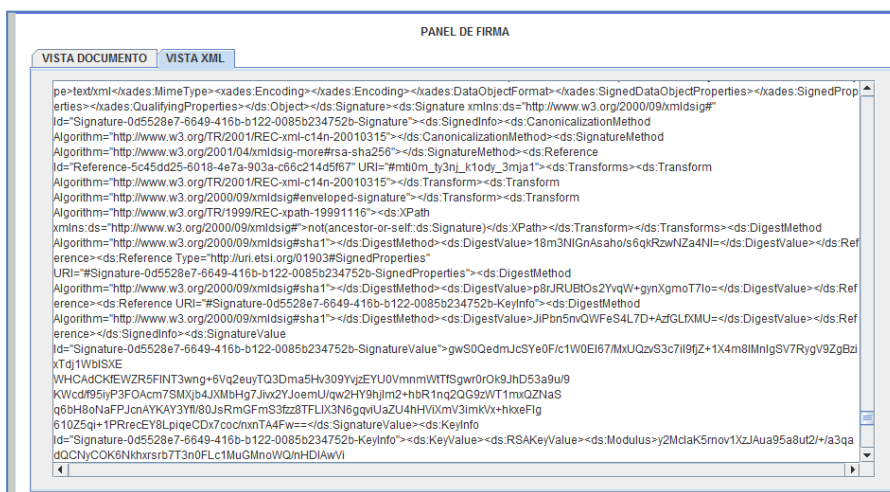 PANEL DE FIRMA
VISTA DOCUMENTO VISTA XML
pe>text/xml</xades:MimeType><xades:Encoding></xades:Encoding></xades:DataObjectFormat></xades:SignedDataObjectProperties></xades:SignedProp
erties></xades:QualifyingProperties></ds:Object></ds:Signature><ds:Signature xmlns:ds="http://www.w3.org/2000/09/xmldsig#"
Id="Signature-0d5528e7-6649-416b-b122-0085b234752b-Signature"><ds:SignedInfo><ds:CanonicalizationMethod
Algorithm="http://www.w3.org/TR/2001/REC-xml-c14n-20010315"></ds:CanonicalizationMethod><ds:SignatureMethod
Algorithm="http://www.w3.org/2001/04/xmldsig-more#rsa-sha256"></ds:SignatureMethod><ds:Reference
Id="Reference-5c45dd25-6018-4e7a-903a-c66c214d5f67" URI="#mti0m_ty3nj_k1ody_3mja1"><ds:Transforms><ds:Transform
Algorithm="http://www.w3.org/TR/2001/REC-xml-c14n-20010315"></ds:Transform><ds:Transform
Algorithm="http://www.w3.org/2000/09/xmldsig#enveloped-signature"></ds:Transform><ds:Transform
Algorithm="http://www.w3.org/TR/1999/REC-xpath-19991116"><ds:XPath
xmlns:ds="http://www.w3.org/2000/09/xmldsig#">not(ancestor-or-self::ds:Signature)</ds:XPath></ds:Transform></ds:Transforms><ds:DigestMethod
Algorithm="http://www.w3.org/2000/09/xmldsig#sha1"></ds:DigestMethod><ds:DigestValue>18m3NIGnAsaho/s6qkRzwNZa4NI=</ds:DigestValue></ds:Ref
erence><ds:Reference Type="http://uri.etsi.org/01903#SignedProperties"
URI="#Signature-0d5528e7-6649-416b-b122-0085b234752b-SignedProperties"><ds:DigestMethod
Algorithm="http://www.w3.org/2000/09/xmldsig#sha1"></ds:DigestMethod><ds:DigestValue>p8rJRUBtOs2YvqW+gynXgmoT7Io=</ds:DigestValue></ds:Ref
erence><ds:Reference URI="#Signature-0d5528e7-6649-416b-b122-0085b234752b-KeyInfo"><ds:DigestMethod
Algorithm="http://www.w3.org/2000/09/xmldsig#sha1"></ds:DigestMethod><ds:DigestValue>JiPbn5nvQWFeS4L7D+AzfGLfXMU=</ds:DigestValue></ds:Ref
erence></ds:SignedInfo><ds:SignatureValue
Id="Signature-0d5528e7-6649-416b-b122-0085b234752b-SignatureValue">gwS0QedmJcSYe0F/c1W0EI67/MxUQzvS3c7iI9fjZ+1X4m8IMnIgSV7RygV9ZgBzi
xTdj1WbISXE
WHCAdCKfEWZR5FINT3wng+6Vq2euyTQ3Dma5Hv309YvjzEYU0VmnmWtTfSgwr0rOk9JhD53a9u/9
KWcd/f95iyP3FOAcm7SMXjb4JXMbHg7Jivx2YJoemU/qw2HY9hjIm2+hbR1nq2QG9zWT1mxQZNaS
q6bH8oNaFPJcnAYKAY3Yfl/80JsRmGFmS3fzz8TFLIX3N6gqviUaZU4hHViXmV3imkVx+hkxeFIg
610Z5qi+1PRrecEY8LpiqeCDx7coc/nxnTA4Fw==</ds:SignatureValue><ds:KeyInfo
Id="Signature-0d5528e7-6649-416b-b122-0085b234752b-KeyInfo"><ds:KeyValue><ds:RSAKeyValue><ds:Modulus>y2McIaK5rnov1XzJAua95a8ut2/+/a3qa
dQCNyCOK6Nkhxrsrb7T3n0FLc1MuGMnoWQ/nHDIAwVi